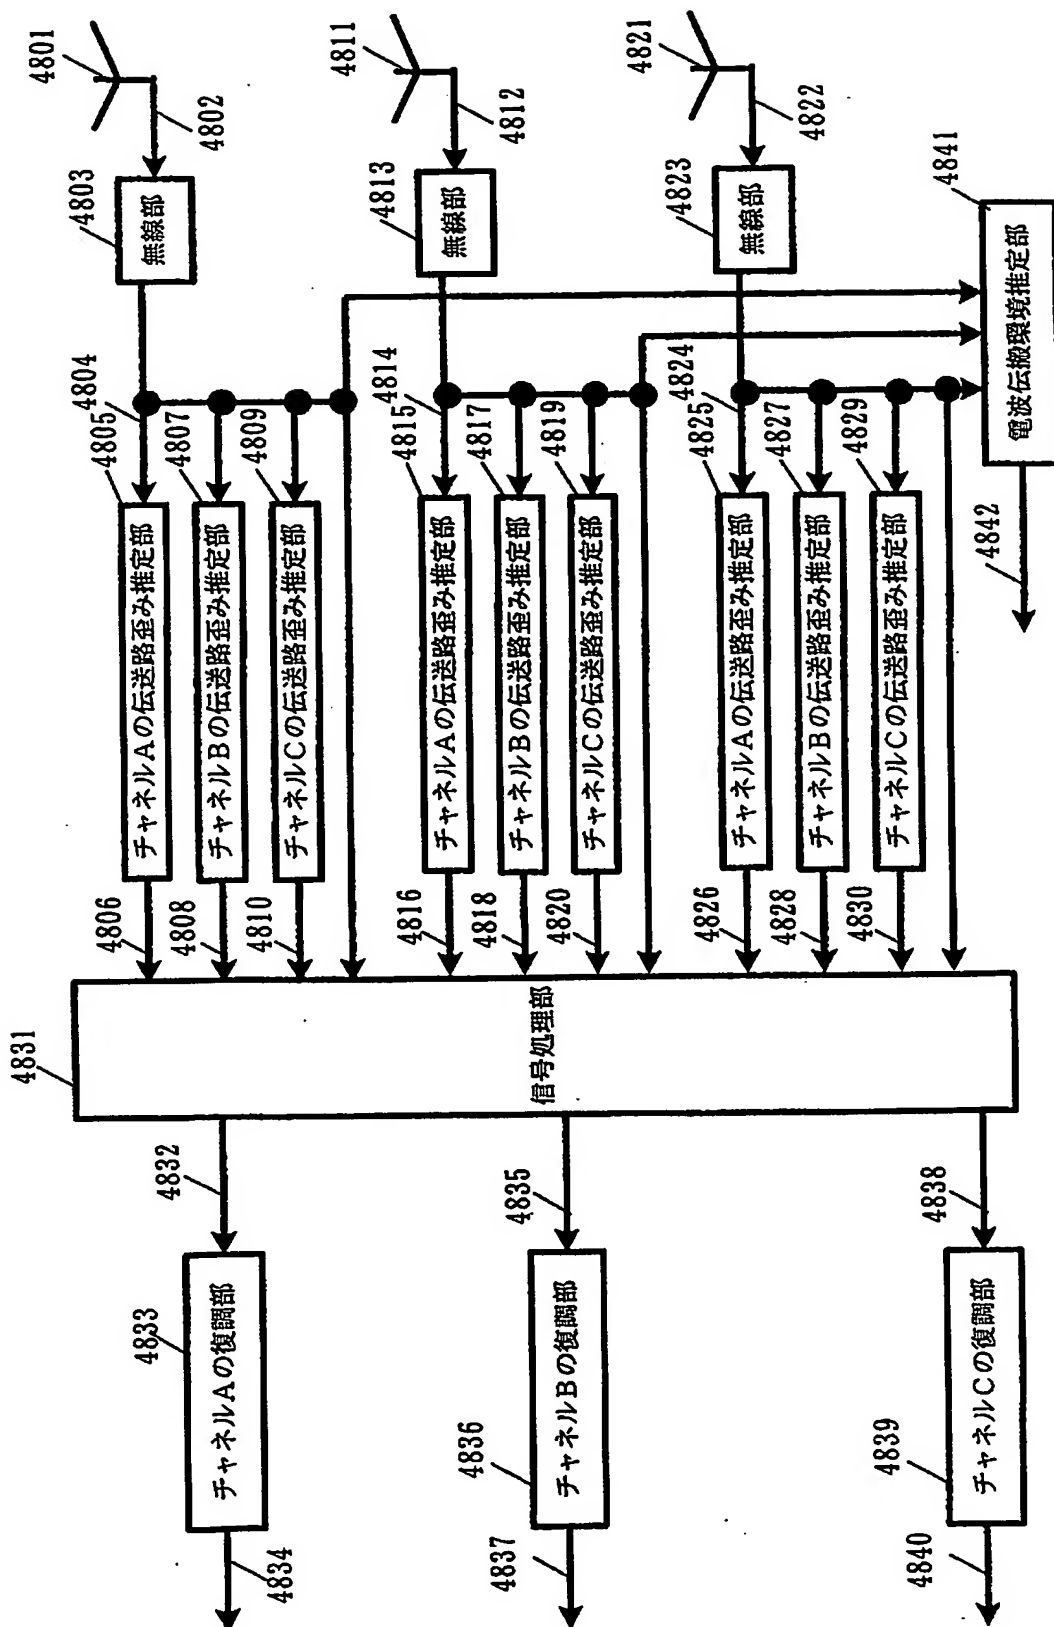 4801
4802
4803
無線部
4804
4805
チャネルAの伝送路歪み推定部
4806
4807
チャネルBの伝送路歪み推定部
4808
4809
チャネルCの伝送路歪み推定部
4810
4811
4812
4813
無線部
4814
4815
チャネルAの伝送路歪み推定部
4816
4817
チャネルBの伝送路歪み推定部
4818
4819
チャネルCの伝送路歪み推定部
4820
4821
4822
4823
無線部
4824
4825
チャネルAの伝送路歪み推定部
4826
4827
チャネルBの伝送路歪み推定部
4828
4829
チャネルCの伝送路歪み推定部
4830
4841
電波伝搬環境推定部
4842
4831
信号処理部
4832
4833
チャネルAの復調部
4834
4835
4836
チャネルBの復調部
4837
4838
4839
チャネルCの復調部
4840